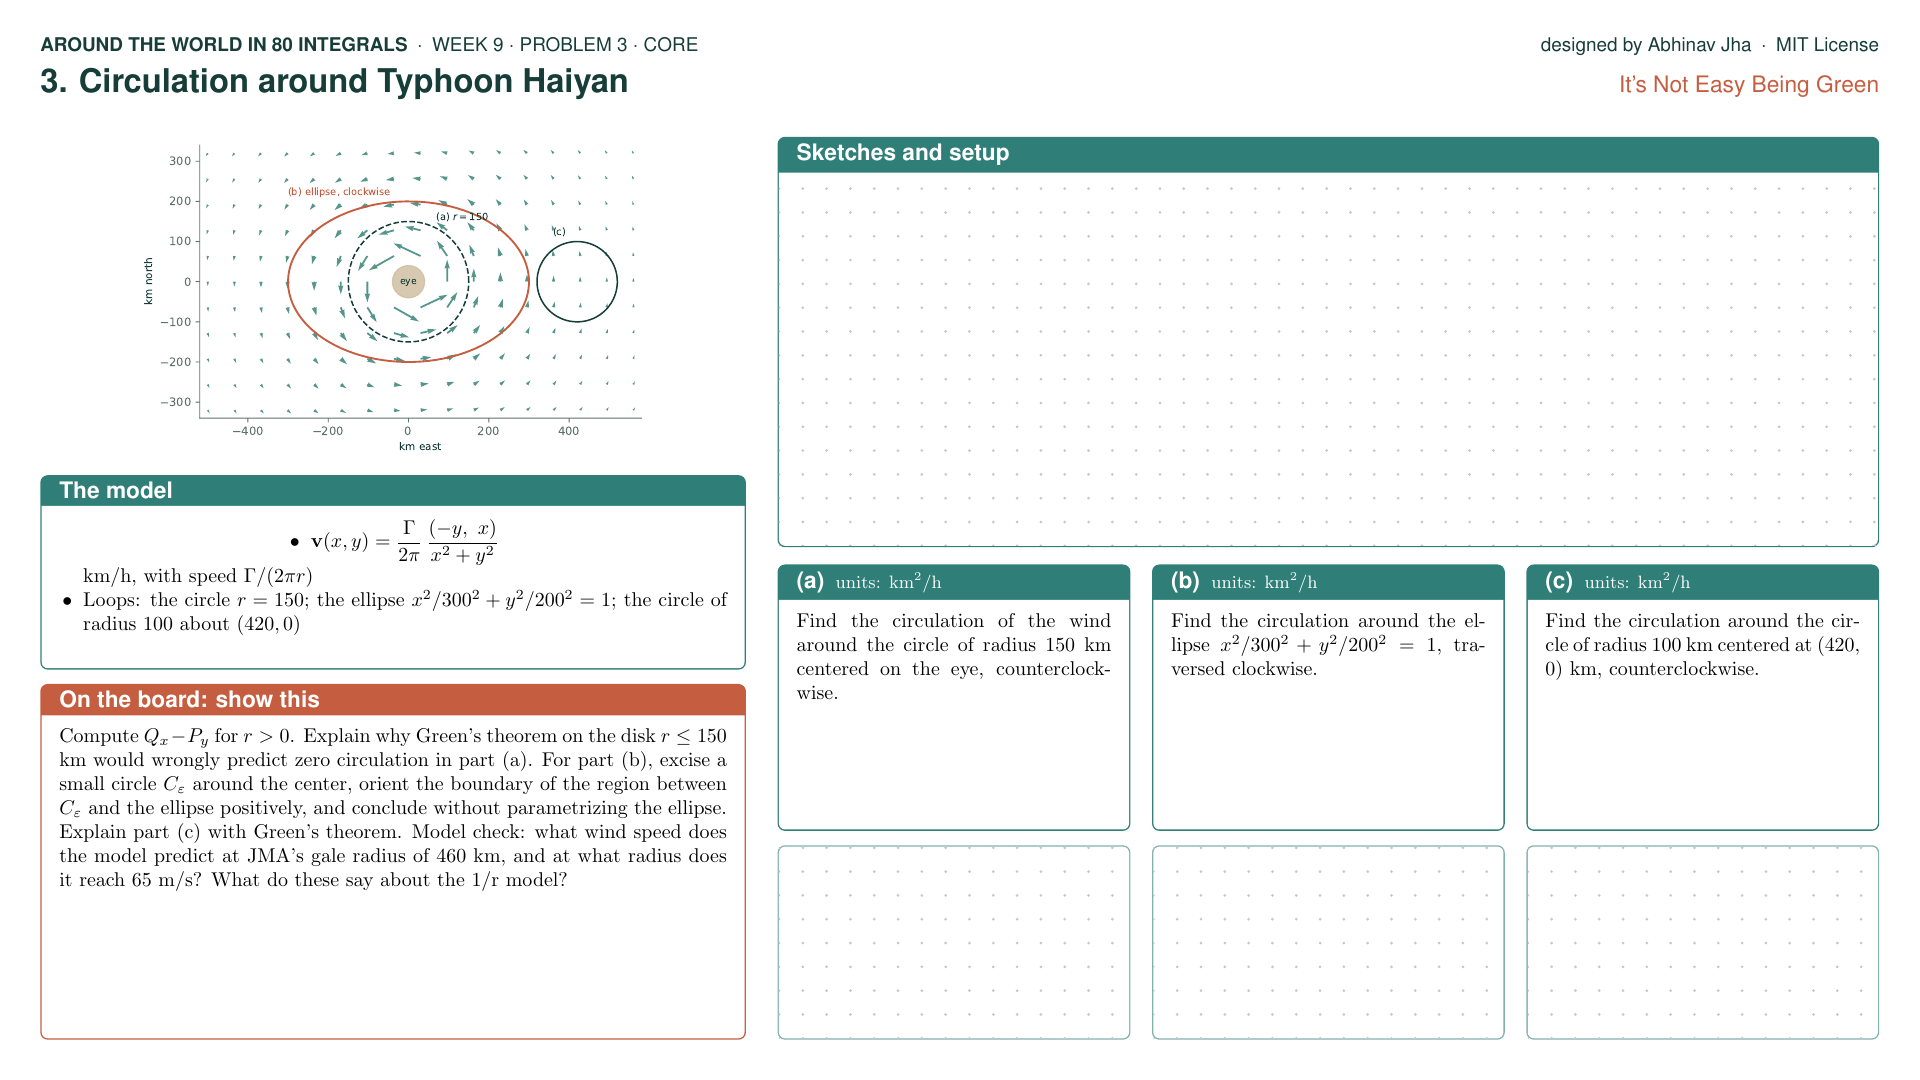 AROUND THE WORLD IN 80 INTEGRALS · WEEK 9 · PROBLEM 3 · CORE
designed by Abhinav Jha · MIT License
3. Circulation around Typhoon Haiyan
It's Not Easy Being Green
300
200
100
0
−100
−200
−300
km north
−400
−200
0
200
400
km east
(b) ellipse, clockwise
(a) r = 150
(c)
eye
The model
• v(x, y) = Γ/2π (−y, x)/x² + y²
km/h, with speed Γ/(2πr)
• Loops: the circle r = 150; the ellipse x²/300² + y²/200² = 1; the circle of
radius 100 about (420, 0)
On the board: show this
Compute Qₓ − Pᵧ for r > 0. Explain why Green's theorem on the disk r ≤ 150
km would wrongly predict zero circulation in part (a). For part (b), excise a
small circle C_ε around the center, orient the boundary of the region between
C_ε and the ellipse positively, and conclude without parametrizing the ellipse.
Explain part (c) with Green's theorem. Model check: what wind speed does
the model predict at JMA's gale radius of 460 km, and at what radius does
it reach 65 m/s? What do these say about the 1/r model?
Sketches and setup
(a) units: km²/h
Find the circulation of the wind
around the circle of radius 150 km
centered on the eye, counterclock-
wise.
(b) units: km²/h
Find the circulation around the el-
lipse x²/300² + y²/200² = 1, tra-
versed clockwise.
(c) units: km²/h
Find the circulation around the cir-
cle of radius 100 km centered at (420,
0) km, counterclockwise.